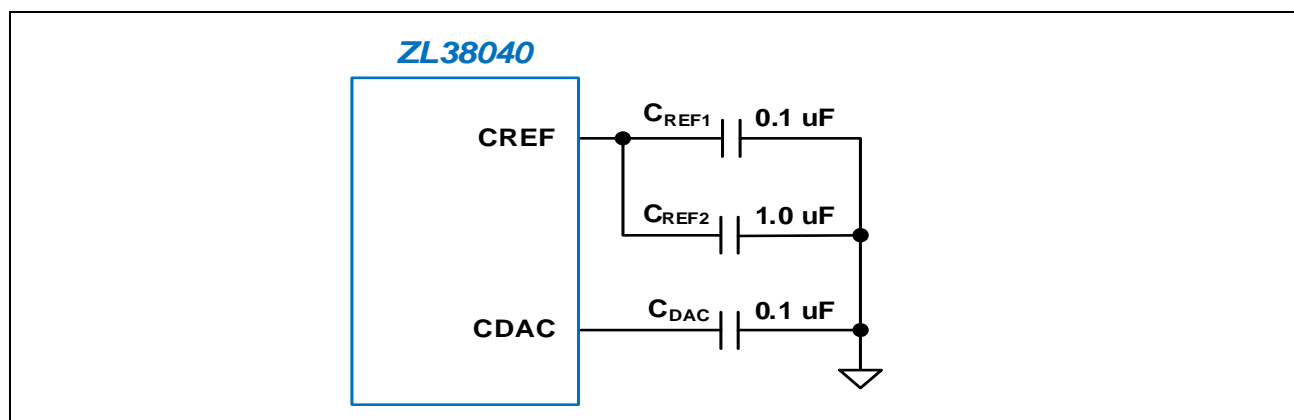 ZL38040
CREF
CREF1 0.1 uF
CREF2 1.0 uF
CDAC
CDAC 0.1 uF